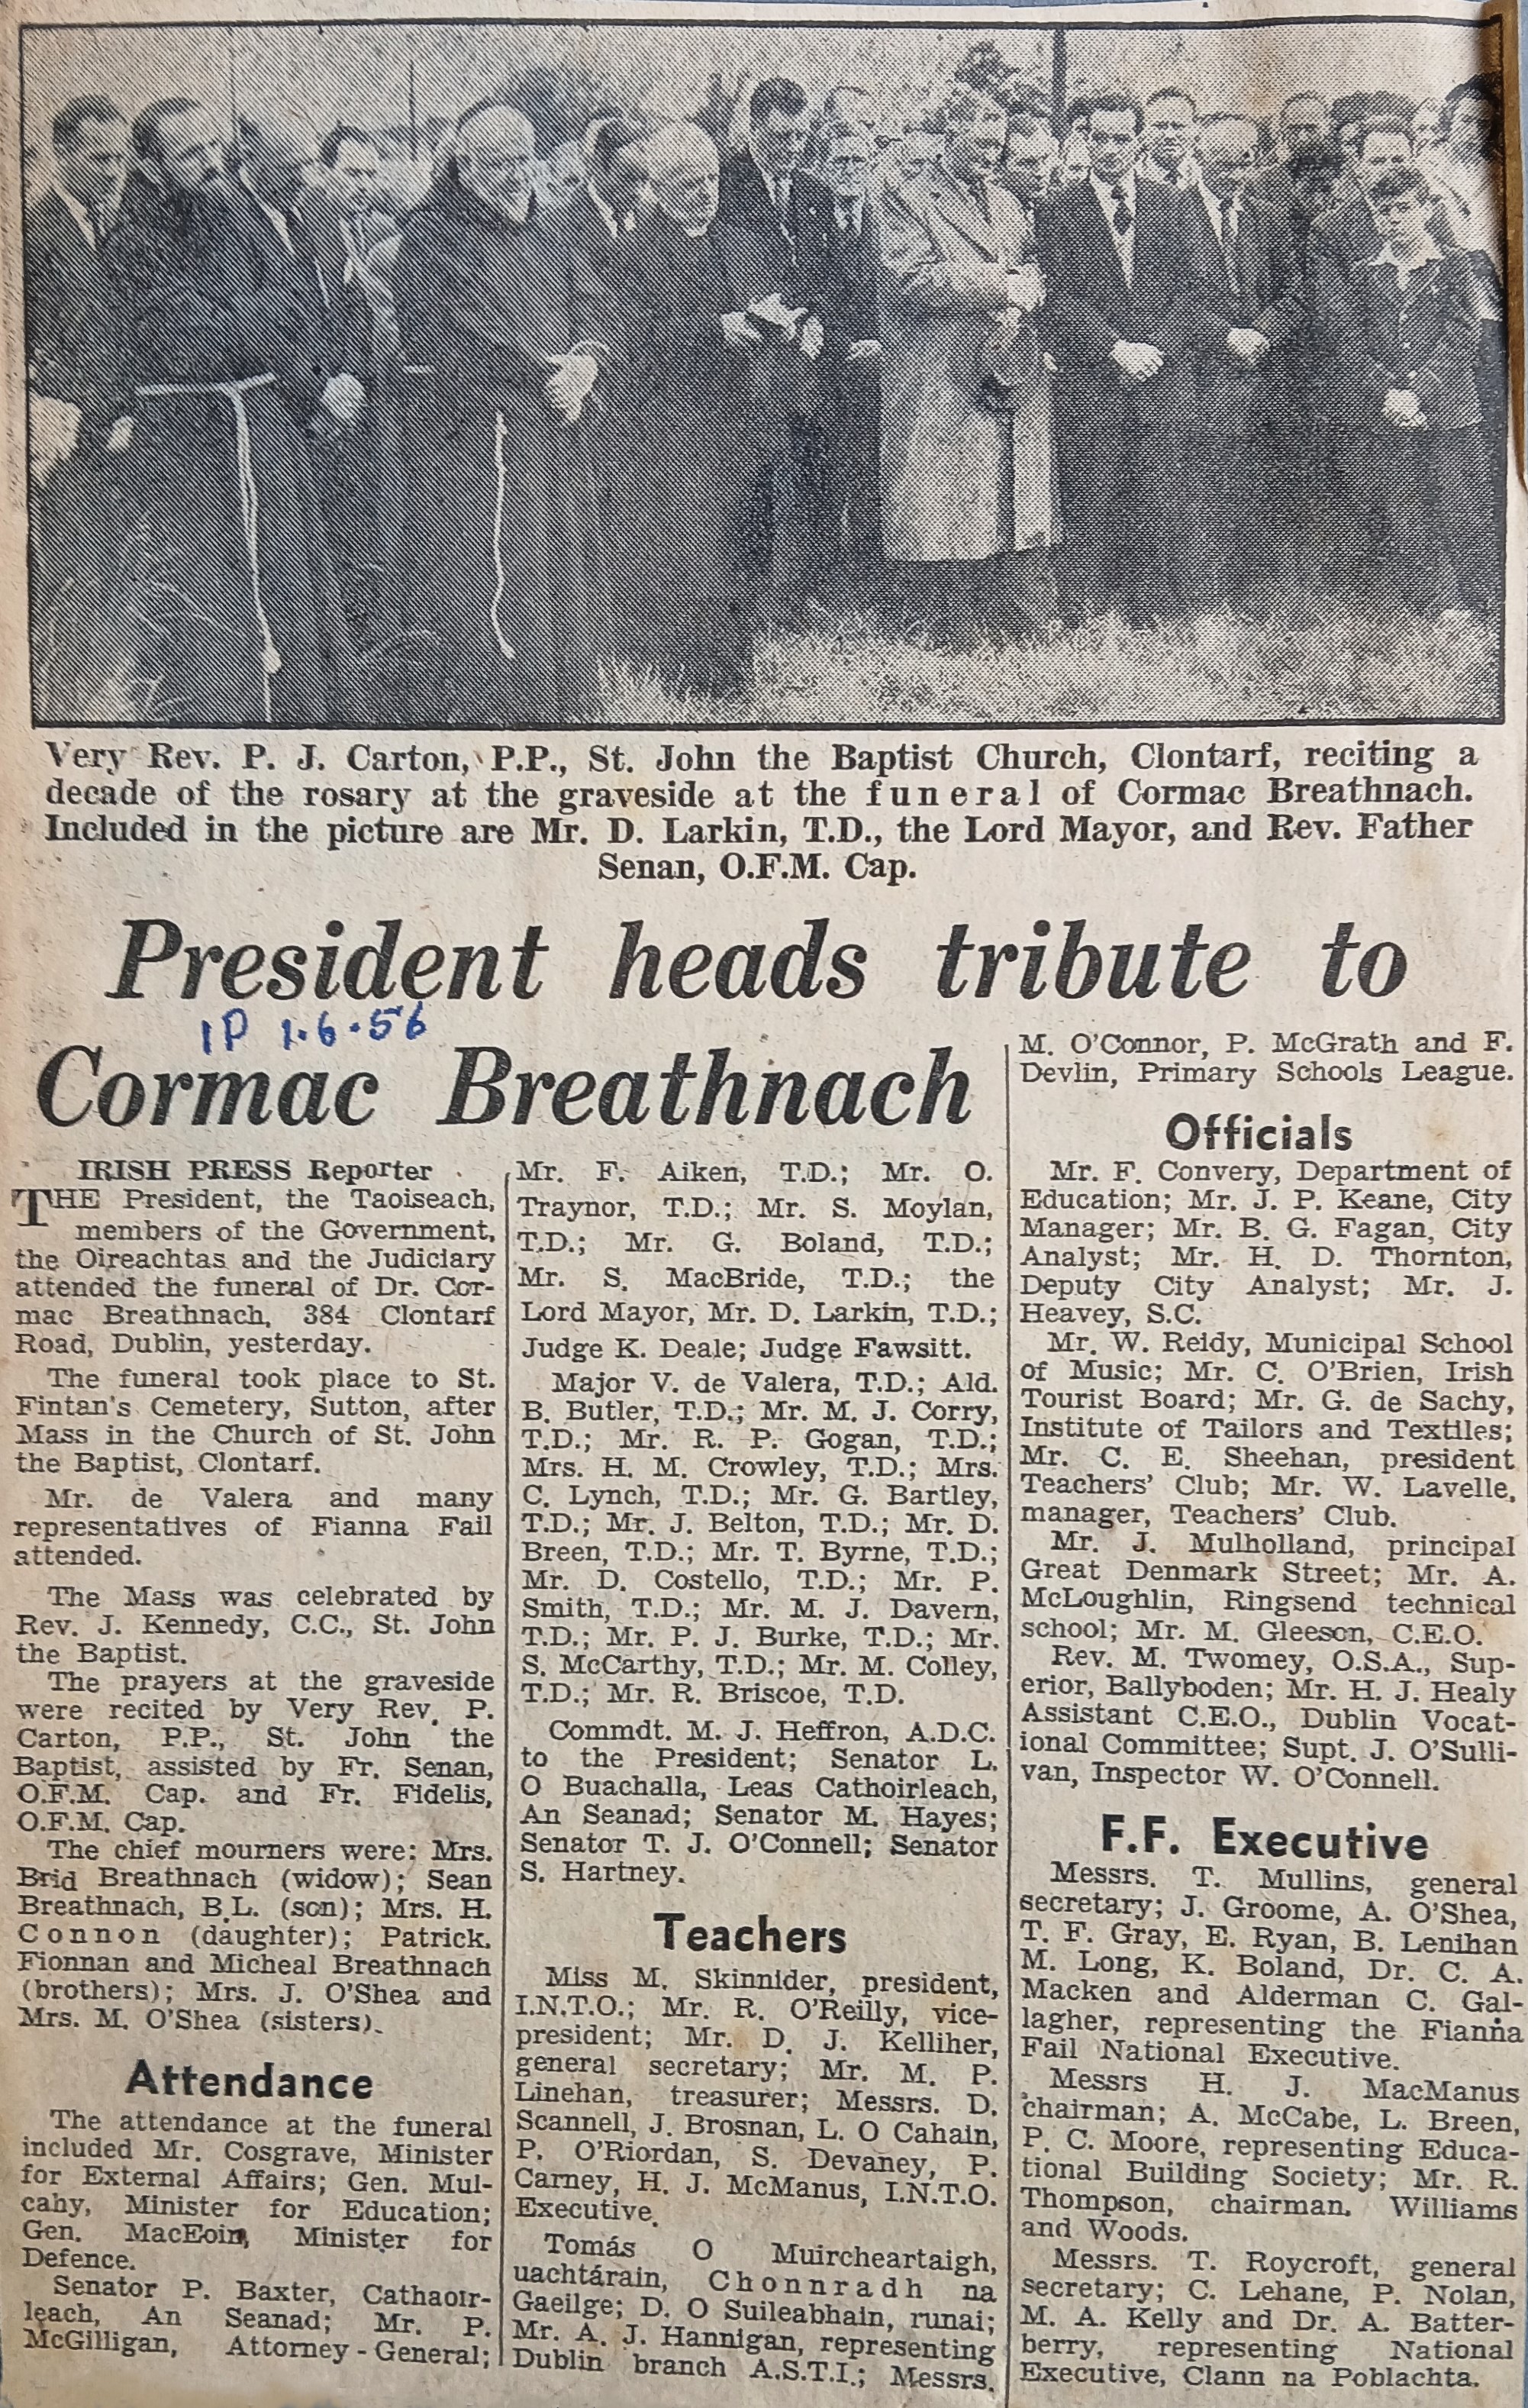 Very Rev. P. J. Carton, P.P., St. John the Baptist Church, Clontarf, reciting a
decade of the rosary at the graveside at the funeral of Cormac Breathnach.
Included in the picture are Mr. D. Larkin, T.D., the Lord Mayor, and Rev. Father
Senan, O.F.M. Cap.
President heads tribute to
IP 1.6.56
Cormac Breathnach
IRISH PRESS Reporter
THE President, the Taoiseach,
members of the Government,
the Oireachtas and the Judiciary
attended the funeral of Dr. Cor-
mac Breathnach, 384 Clontarf
Road, Dublin, yesterday.
The funeral took place to St.
Fintan's Cemetery, Sutton, after
Mass in the Church of St. John
the Baptist, Clontarf.
Mr. de Valera and many
representatives of Fianna Fail
attended.
The Mass was celebrated by
Rev. J. Kennedy, C.C., St. John
the Baptist.
The prayers at the graveside
were recited by Very Rev. P.
Carton, P.P., St. John the
Baptist, assisted by Fr. Senan,
O.F.M. Cap. and Fr. Fidelis,
O.F.M. Cap.
The chief mourners were: Mrs.
Brid Breathnach (widow); Sean
Breathnach, B.L. (son); Mrs. H.
Connon (daughter); Patrick,
Fionnan and Micheal Breathnach
(brothers); Mrs. J. O'Shea and
Mrs. M. O'Shea (sisters).
Attendance
The attendance at the funeral
included Mr. Cosgrave, Minister
for External Affairs; Gen. Mul-
cahy, Minister for Education;
Gen. MacEoin, Minister for
Defence.
Senator P. Baxter, Cathaoir-
leach, An Seanad; Mr. P.
McGilligan, Attorney-General;
Mr. F. Aiken, T.D.; Mr. O.
Traynor, T.D.; Mr. S. Moylan,
T.D.; Mr. G. Boland, T.D.;
Mr. S. MacBride, T.D.; the
Lord Mayor, Mr. D. Larkin, T.D.;
Judge K. Deale; Judge Fawsitt.
Major V. de Valera, T.D.; Ald.
B. Butler, T.D.; Mr. M. J. Corry,
T.D.; Mr. R. P. Gogan, T.D.;
Mrs. H. M. Crowley, T.D.; Mrs.
C. Lynch, T.D.; Mr. G. Bartley,
T.D.; Mr. J. Belton, T.D.; Mr. D.
Breen, T.D.; Mr. T. Byrne, T.D.;
Mr. D. Costello, T.D.; Mr. P.
Smith, T.D.; Mr. M. J. Davern,
T.D.; Mr. P. J. Burke, T.D.; Mr.
S. McCarthy, T.D.; Mr. M. Colley,
T.D.; Mr. R. Briscoe, T.D.
Commdt. M. J. Heffron, A.D.C.
to the President; Senator L.
O Buachalla, Leas Cathoirleach,
An Seanad; Senator M. Hayes;
Senator T. J. O'Connell; Senator
S. Hartney.
Teachers
Miss M. Skinnider, president,
I.N.T.O.; Mr. R. O'Reilly, vice-
president; Mr. D. J. Kelliher,
general secretary; Mr. M. P.
Linehan, treasurer; Messrs. D.
Scannell, J. Brosnan, L. O Cahain,
P. O'Riordan, S. Devaney, P.
Carney, H. J. McManus, I.N.T.O.
Executive.
Tomás O Muircheartaigh,
uachtárain, Chonnradh na
Gaeilge; D. O Suileabhain, runai;
Mr. A. J. Hannigan, representing
Dublin branch A.S.T.I.; Messrs.
M. O'Connor, P. McGrath and F.
Devlin, Primary Schools League.
Officials
Mr. F. Convery, Department of
Education; Mr. J. P. Keane, City
Manager; Mr. B. G. Fagan, City
Analyst; Mr. H. D. Thornton,
Deputy City Analyst; Mr. J.
Heavey, S.C.
Mr. W. Reidy, Municipal School
of Music; Mr. C. O'Brien, Irish
Tourist Board; Mr. G. de Sachy,
Institute of Tailors and Textiles;
Mr. C. E. Sheehan, president
Teachers' Club; Mr. W. Lavelle,
manager, Teachers' Club.
Mr. J. Mulholland, principal
Great Denmark Street; Mr. A.
McLoughlin, Ringsend technical
school; Mr. M. Gleeson, C.E.O.
Rev. M. Twomey, O.S.A., Sup-
erior, Ballyboden; Mr. H. J. Healy
Assistant C.E.O., Dublin Vocat-
ional Committee; Supt. J. O'Sulli-
van, Inspector W. O'Connell.
F.F. Executive
Messrs. T. Mullins, general
secretary; J. Groome, A. O'Shea,
T. F. Gray, E. Ryan, B. Lenihan
M. Long, K. Boland, Dr. C. A.
Macken and Alderman C. Gal-
lagher, representing the Fianna
Fail National Executive.
Messrs H. J. MacManus
chairman; A. McCabe, L. Breen,
P. C. Moore, representing Educa-
tional Building Society; Mr. R.
Thompson, chairman, Williams
and Woods.
Messrs. T. Roycroft, general
secretary; C. Lehane, P. Nolan,
M. A. Kelly and Dr. A. Batter-
berry, representing National
Executive, Clann na Poblachta.